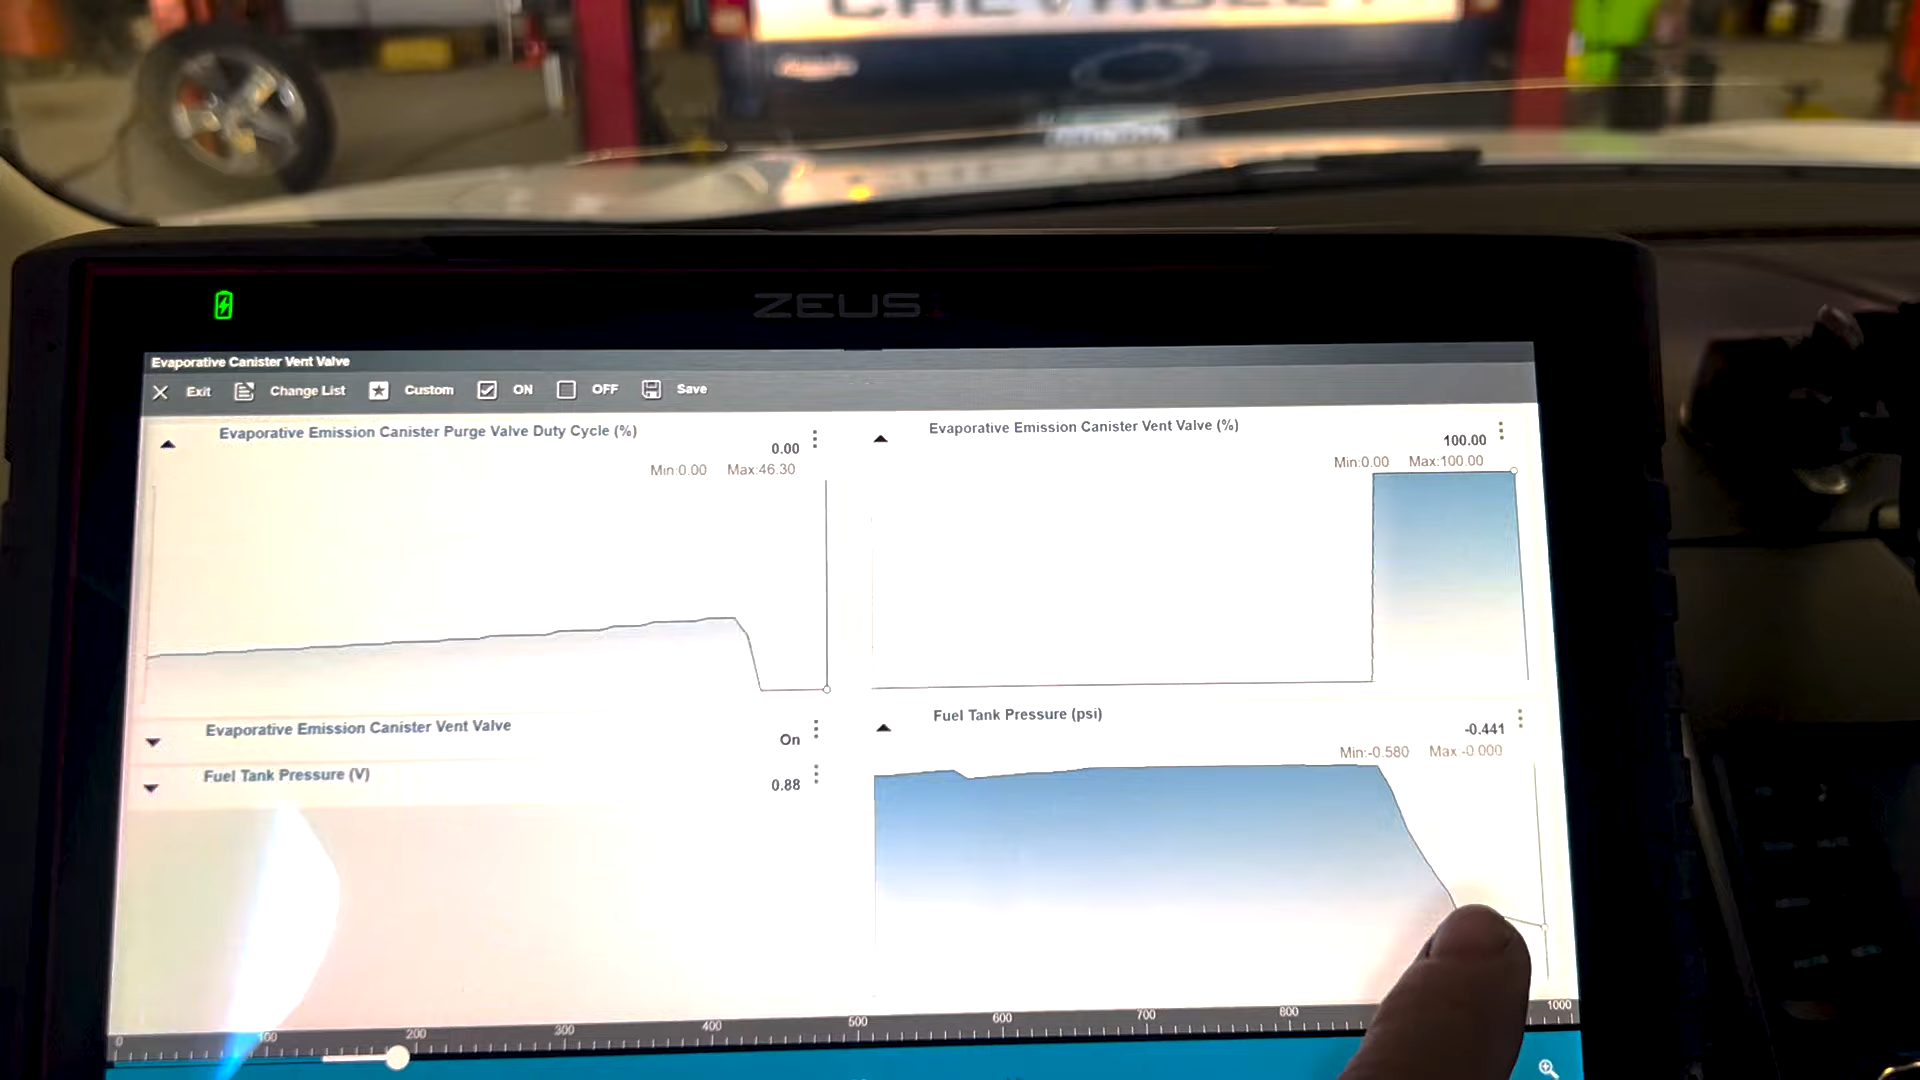 CHEVROLET
ZEUS
Evaporative Canister Vent Valve
Exit Change List Custom ON OFF Save
Evaporative Emission Canister Purge Valve Duty Cycle (%)
0.00
Min:0.00 Max:46.30
Evaporative Emission Canister Vent Valve (%)
100.00
Min:0.00 Max:100.00
Evaporative Emission Canister Vent Valve
On
Fuel Tank Pressure (V)
0.88
Fuel Tank Pressure (psi)
-0.441
Min:-0.580 Max -0.000
0 100 200 300 400 500 600 700 800 1000